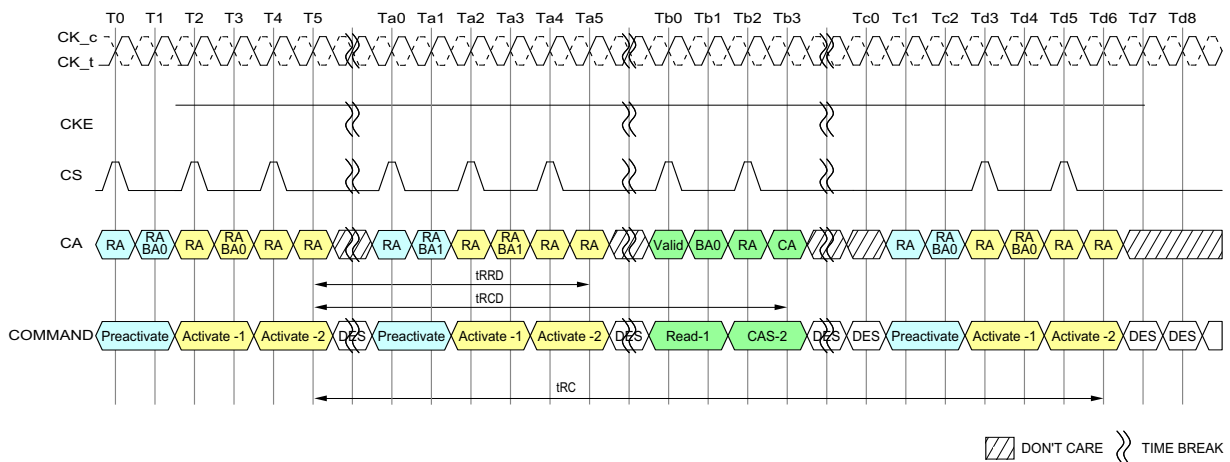 T0 T1 T2 T3 T4 T5 Ta0 Ta1 Ta2 Ta3 Ta4 Ta5 Tb0 Tb1 Tb2 Tb3 Tc0 Tc1 Tc2 Td3 Td4 Td5 Td6 Td7 Td8
CK_c
CK_t
CKE
CS
CA RA RA BA0 RA RA BA0 RA RA RA RA BA1 RA RA BA1 RA RA Valid BA0 RA CA RA RA BA0 RA RA BA0 RA RA
tRRD
tRCD
COMMAND Preactivate Activate -1 Activate -2 DES Preactivate Activate -1 Activate -2 DES Read-1 CAS-2 DES DES Preactivate Activate -1 Activate -2 DES DES
tRC
DON'T CARE TIME BREAK